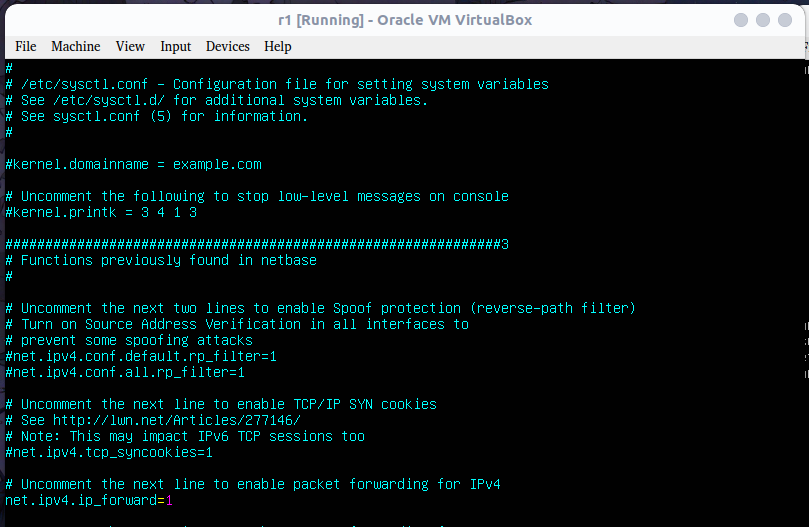 r1 [Running] - Oracle VM VirtualBox
File Machine View Input Devices Help
#
# /etc/sysctl.conf - Configuration file for setting system variables
# See /etc/sysctl.d/ for additional system variables.
# See sysctl.conf (5) for information.
#
#kernel.domainname = example.com
# Uncomment the following to stop low-level messages on console
#kernel.printk = 3 4 1 3
##############################################################3
# Functions previously found in netbase
#
# Uncomment the next two lines to enable Spoof protection (reverse-path filter)
# Turn on Source Address Verification in all interfaces to
# prevent some spoofing attacks
#net.ipv4.conf.default.rp_filter=1
#net.ipv4.conf.all.rp_filter=1
# Uncomment the next line to enable TCP/IP SYN cookies
# See http://lwn.net/Articles/277146/
# Note: This may impact IPv6 TCP sessions too
#net.ipv4.tcp_syncookies=1
# Uncomment the next line to enable packet forwarding for IPv4
net.ipv4.ip_forward=1